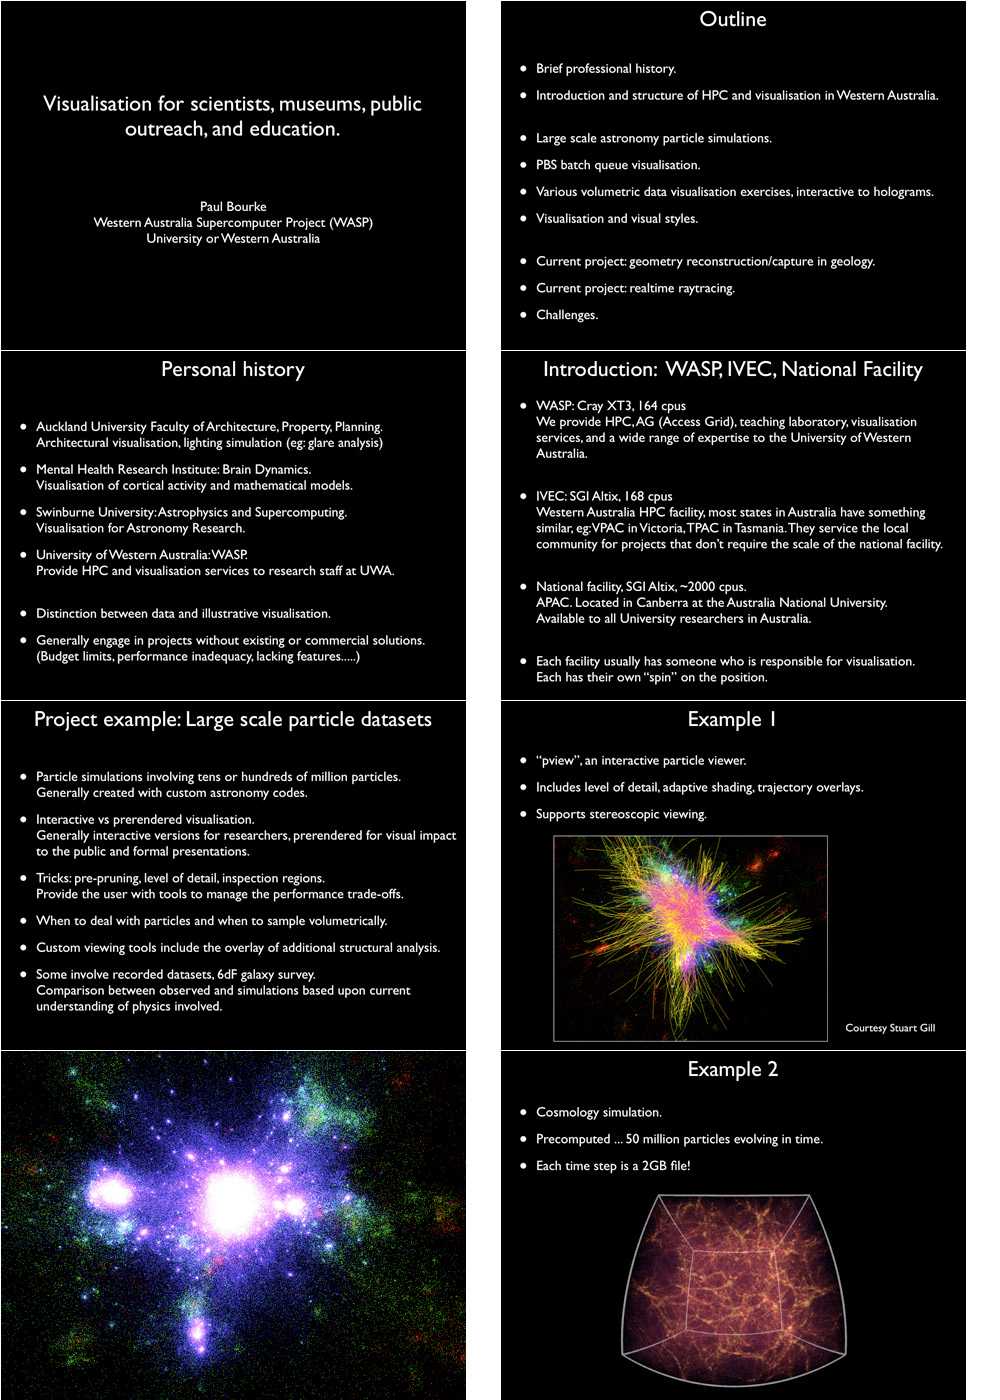 Visualisation for scientists, museums, public
outreach, and education.
Paul Bourke
Western Australia Supercomputer Project (WASP)
University or Western Australia
Outline
• Brief professional history.
• Introduction and structure of HPC and visualisation in Western Australia.
• Large scale astronomy particle simulations.
• PBS batch queue visualisation.
• Various volumetric data visualisation exercises, interactive to holograms.
• Visualisation and visual styles.
• Current project: geometry reconstruction/capture in geology.
• Current project: realtime raytracing.
• Challenges.
Personal history
• Auckland University Faculty of Architecture, Property, Planning.
Architectural visualisation, lighting simulation (eg: glare analysis)
• Mental Health Research Institute: Brain Dynamics.
Visualisation of cortical activity and mathematical models.
• Swinburne University: Astrophysics and Supercomputing.
Visualisation for Astronomy Research.
• University of Western Australia: WASP.
Provide HPC and visualisation services to research staff at UWA.
• Distinction between data and illustrative visualisation.
• Generally engage in projects without existing or commercial solutions.
(Budget limits, performance inadequacy, lacking features.....)
Introduction: WASP, IVEC, National Facility
• WASP: Cray XT3, 164 cpus
We provide HPC, AG (Access Grid), teaching laboratory, visualisation
services, and a wide range of expertise to the University of Western
Australia.
• IVEC: SGI Altix, 168 cpus
Western Australia HPC facility, most states in Australia have something
similar, eg: VPAC in Victoria, TPAC in Tasmania. They service the local
community for projects that don't require the scale of the national facility.
• National facility, SGI Altix, ~2000 cpus.
APAC. Located in Canberra at the Australia National University.
Available to all University researchers in Australia.
• Each facility usually has someone who is responsible for visualisation.
Each has their own “spin” on the position.
Project example: Large scale particle datasets
• Particle simulations involving tens or hundreds of million particles.
Generally created with custom astronomy codes.
• Interactive vs prerendered visualisation.
Generally interactive versions for researchers, prerendered for visual impact
to the public and formal presentations.
• Tricks: pre-pruning, level of detail, inspection regions.
Provide the user with tools to manage the performance trade-offs.
• When to deal with particles and when to sample volumetrically.
• Custom viewing tools include the overlay of additional structural analysis.
• Some involve recorded datasets, 6dF galaxy survey.
Comparison between observed and simulations based upon current
understanding of physics involved.
Example 1
• “pview”, an interactive particle viewer.
• Includes level of detail, adaptive shading, trajectory overlays.
• Supports stereoscopic viewing.
Courtesy Stuart Gill
Example 2
• Cosmology simulation.
• Precomputed ... 50 million particles evolving in time.
• Each time step is a 2GB file!